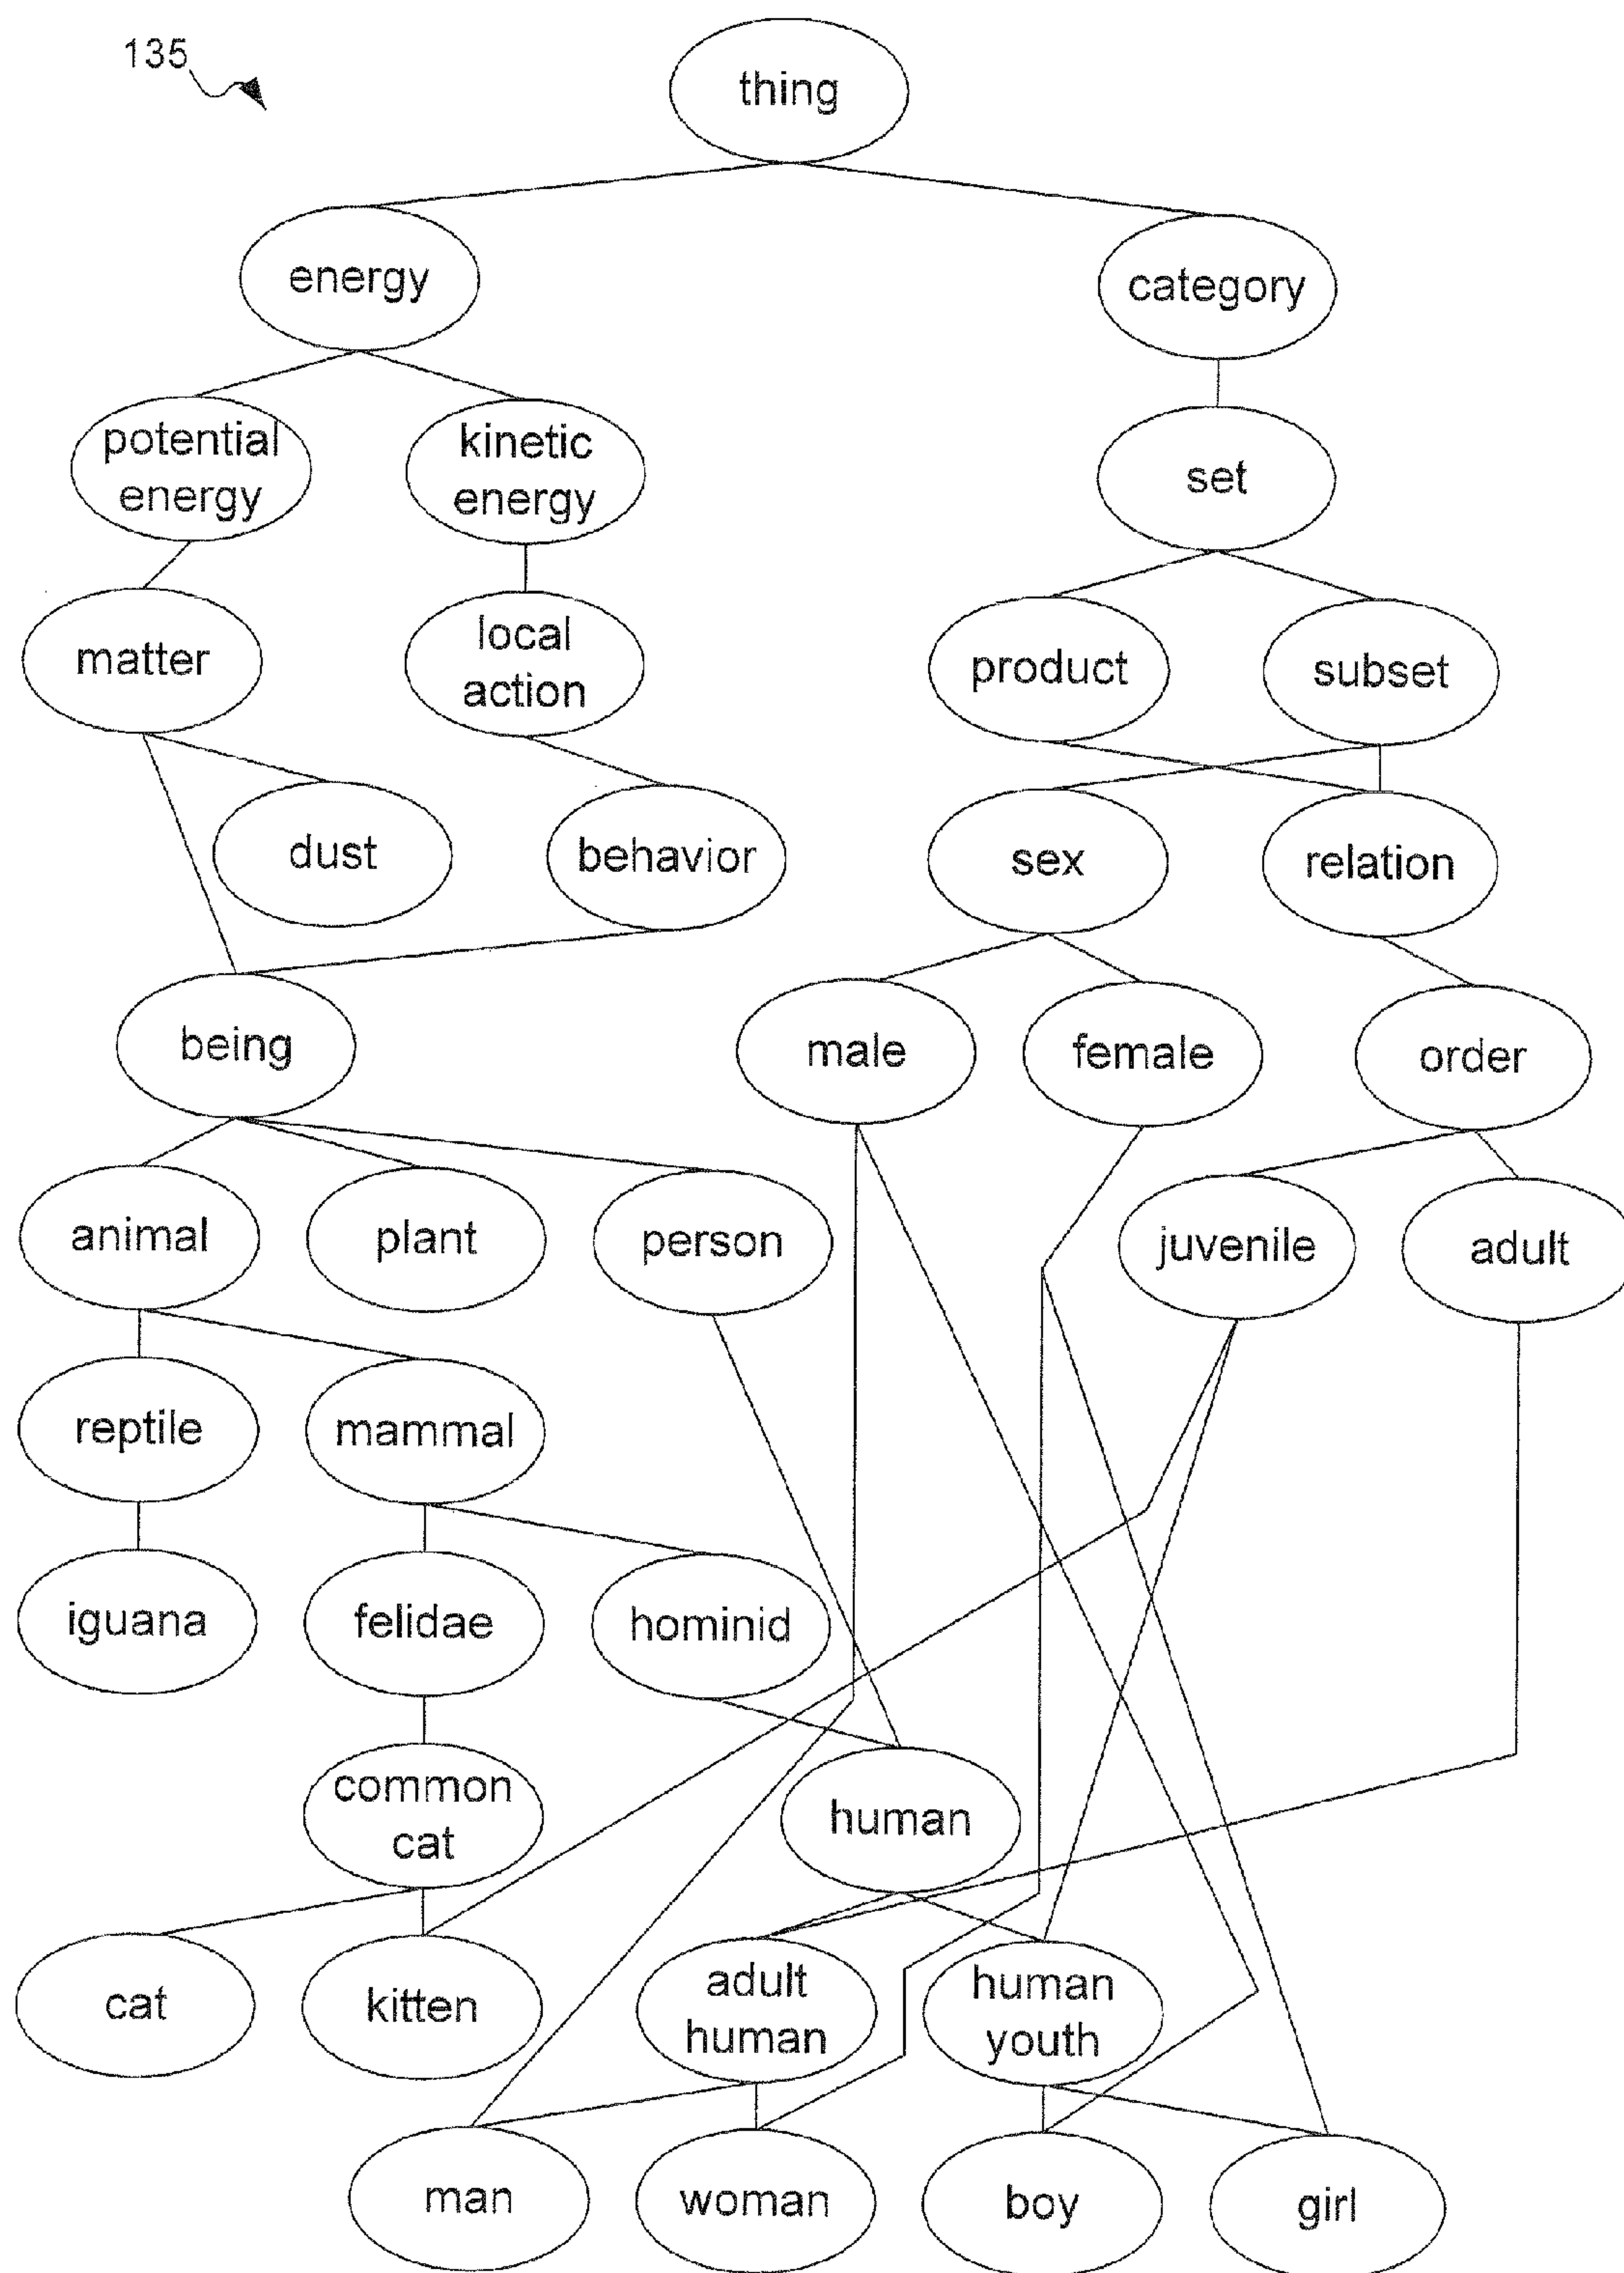 135
thing
energy
category
potential
energy
kinetic
energy
set
matter
local
action
product
subset
dust
behavior
sex
relation
being
male
female
order
animal
plant
person
juvenile
adult
reptile
mammal
iguana
felidae
hominid
common
cat
human
cat
kitten
adult
human
human
youth
man
woman
boy
girl